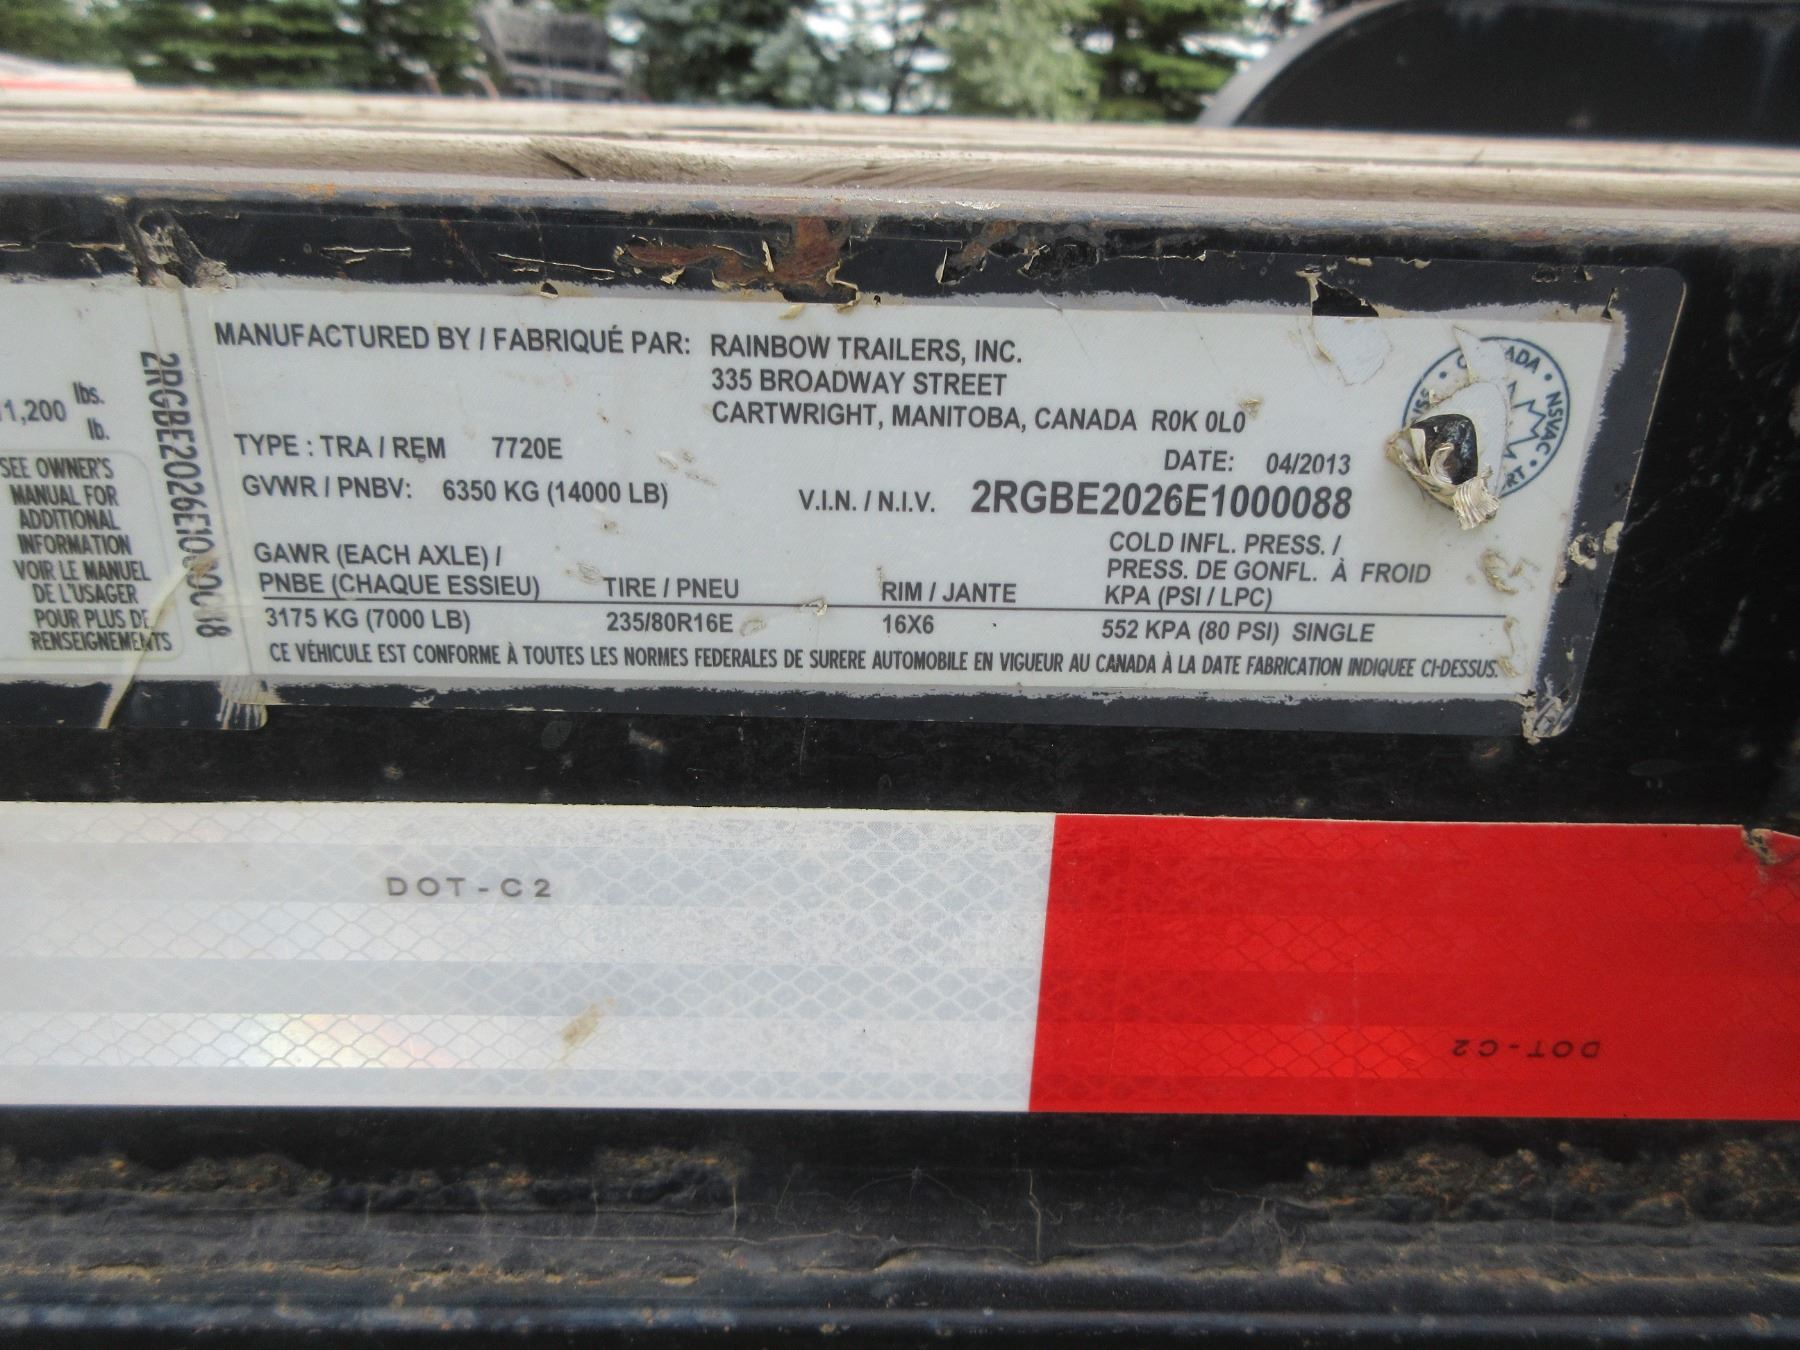 11,200
lbs.
lb.
SEE OWNER'S
MANUAL FOR
ADDITIONAL
INFORMATION
VOIR LE MANUEL
DE L'USAGER
POUR PLUS DE
RENSEIGNEMENTS
MANUFACTURED BY / FABRIQUÉ PAR: RAINBOW TRAILERS, INC.
335 BROADWAY STREET
CARTWRIGHT, MANITOBA, CANADA R0K 0L0
TYPE : TRA / REM 7720E
DATE: 04/2013
GVWR / PNBV: 6350 KG (14000 LB)
V.I.N. / N.I.V. 2RGBE2026E1000088
GAWR (EACH AXLE) /
PNBE (CHAQUE ESSIEU)
TIRE / PNEU
RIM / JANTE
COLD INFL. PRESS. /
PRESS. DE GONFL. À FROID
KPA (PSI / LPC)
3175 KG (7000 LB) 235/80R16E 16X6 552 KPA (80 PSI) SINGLE
CE VÉHICULE EST CONFORME À TOUTES LES NORMES FEDERALES DE SURERE AUTOMOBILE EN VIGUEUR AU CANADA À LA DATE FABRICATION INDIQUEE CI-DESSUS.
NSVAC
DOT-C2
DOT-C2